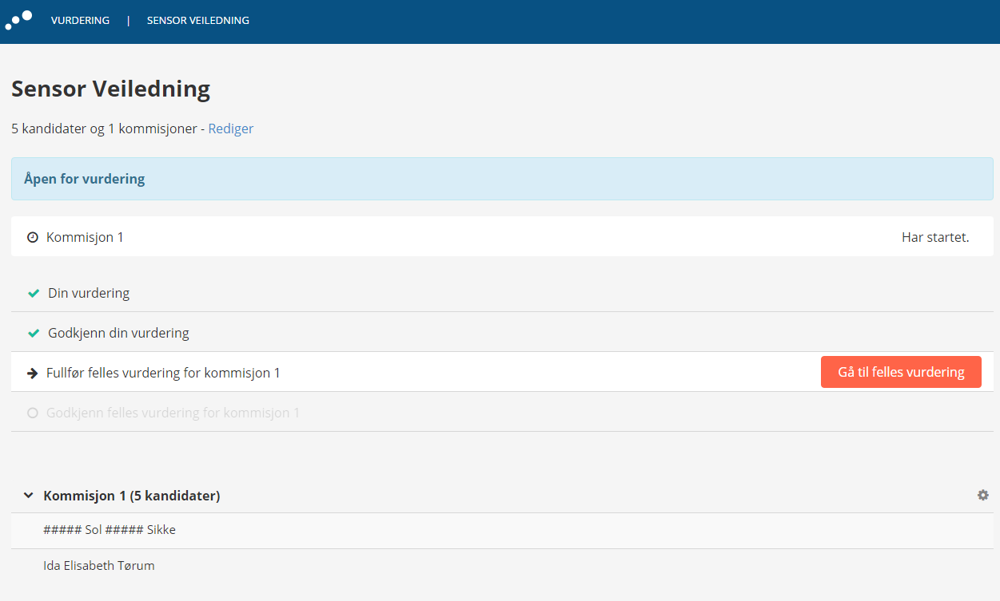 VURDERING | SENSOR VEILEDNING
Sensor Veiledning
5 kandidater og 1 kommisjoner - Rediger
Åpen for vurdering
Kommisjon 1 Har startet.
Din vurdering
Godkjenn din vurdering
Fullfør felles vurdering for kommisjon 1 Gå til felles vurdering
Godkjenn felles vurdering for kommisjon 1
Kommisjon 1 (5 kandidater)
##### Sol ##### Sikke
Ida Elisabeth Tørum